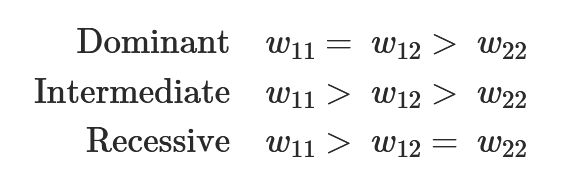 Dominant w₁₁ = w₁₂ > w₂₂
Intermediate w₁₁ > w₁₂ > w₂₂
Recessive w₁₁ > w₁₂ = w₂₂